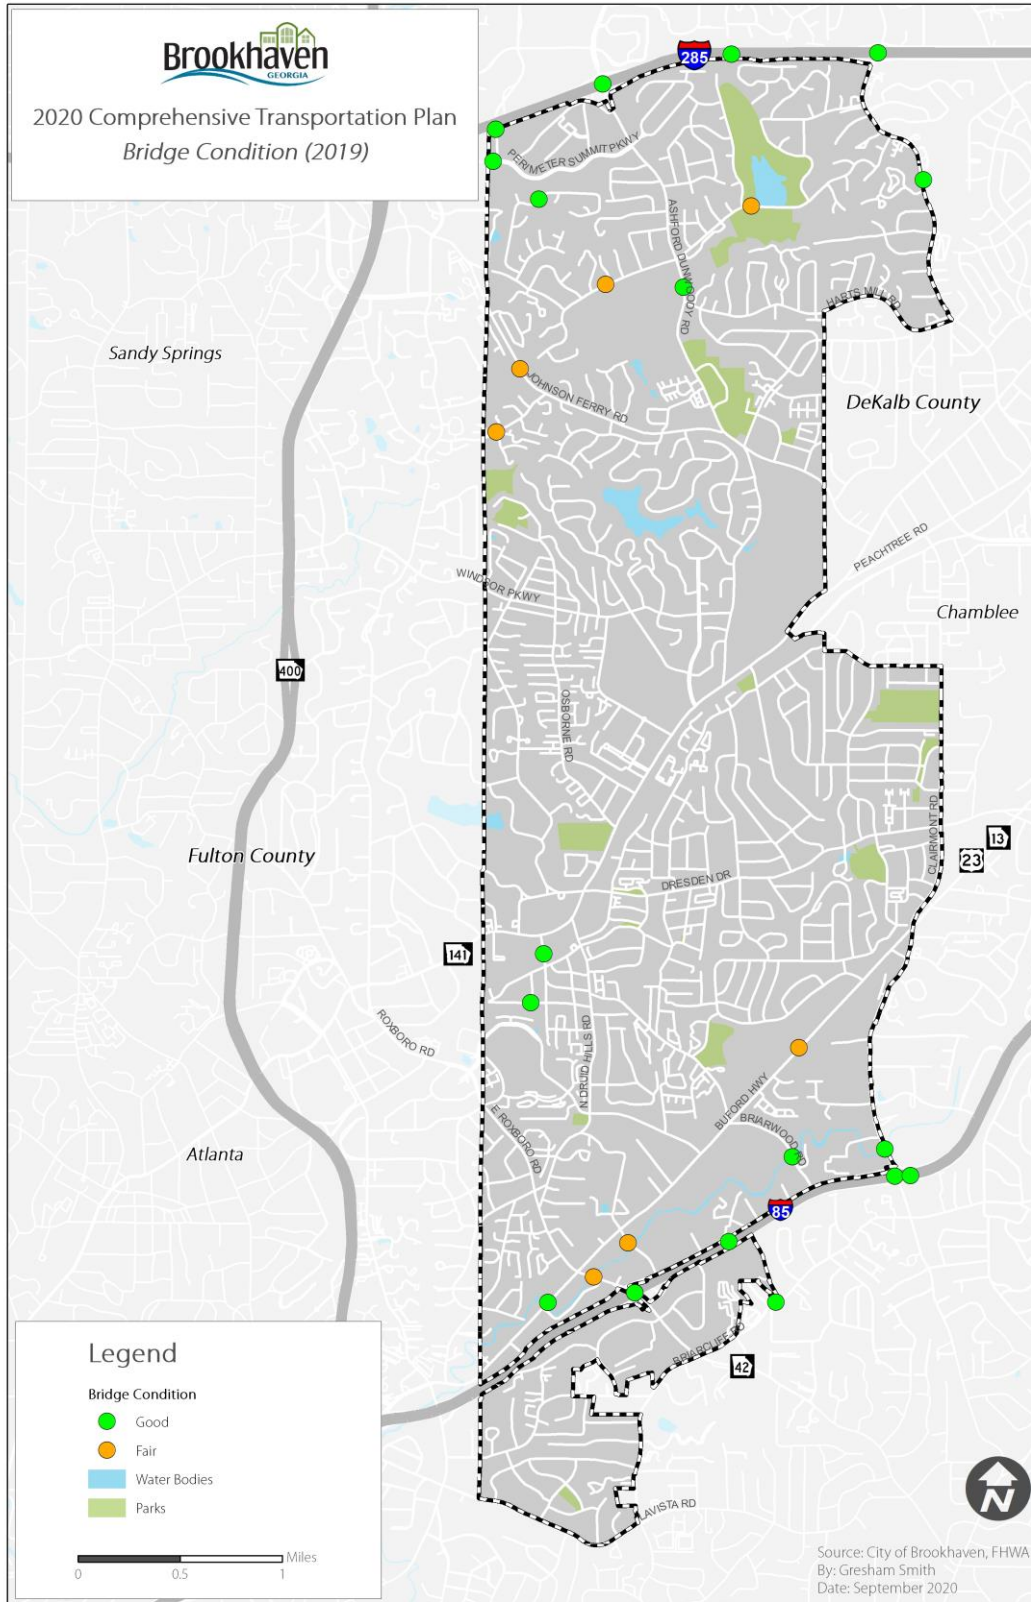 Brookhaven
GEORGIA
2020 Comprehensive Transportation Plan
Bridge Condition (2019)
285
PERIMETER SUMMIT PKWY
ASHFORD DUNWOODY RD
HARTS MILL RD
Sandy Springs
JOHNSON FERRY RD
DeKalb County
PEACHTREE RD
WINDSOR PKWY
Chamblee
400
OSBORNE RD
CLAIRMONT RD
13
23
Fulton County
DRESDEN DR
141
ROXBORO RD
N DRUID HILLS RD
BUFORD HWY
E ROXBORO RD
BRIARWOOD RD
Atlanta
85
BRIARCLIFF RD
42
LAVISTA RD
Legend
Bridge Condition
Good
Fair
Water Bodies
Parks
Miles
0 0.5 1
N
Source: City of Brookhaven, FHWA
By: Gresham Smith
Date: September 2020